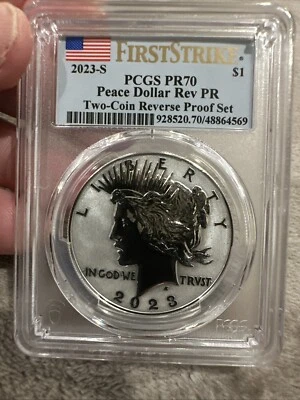 FIRSTSTRIKE®
2023-S $1
PCGS PR70
Peace Dollar Rev PR
Two-Coin Reverse Proof Set
928520.70/48864569
LIBERTY
IN GOD WE TRVST
2023
PCGS